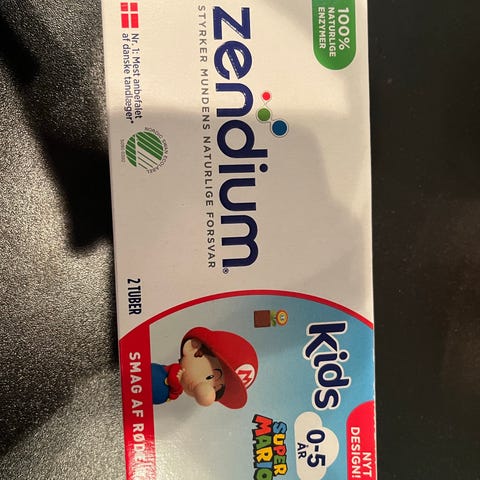 100%
NATURLIGE
ENZYMER
zendium®
STYRKER MUNDENS NATURLIGE FORSVAR
Nr. 1: Mest anbefalet
af danske tandlæger*
2 TUBER
NYT
DESIGN!
Kids
0-5
ÅR
SUPER
MARIO
M
SMAG AF RØDE